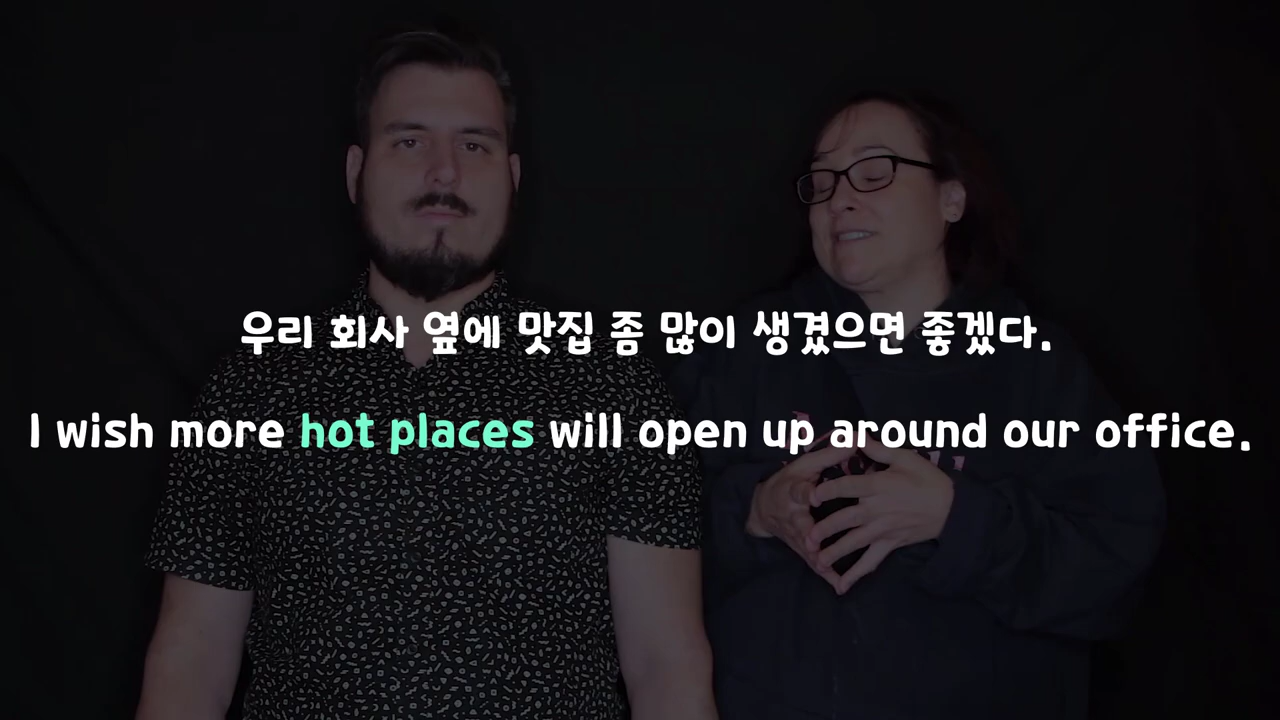 우리 회사 옆에 맛집 좀 많이 생겼으면 좋겠다.
I wish more hot places will open up around our office.